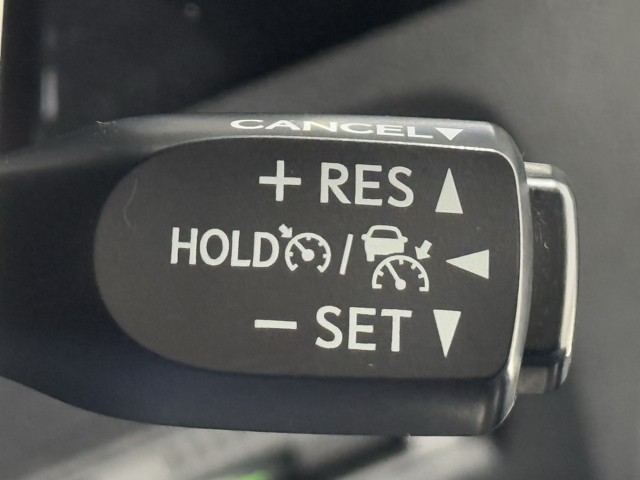 CANCEL▼
+ RES ▲
HOLD / ◀
− SET ▼